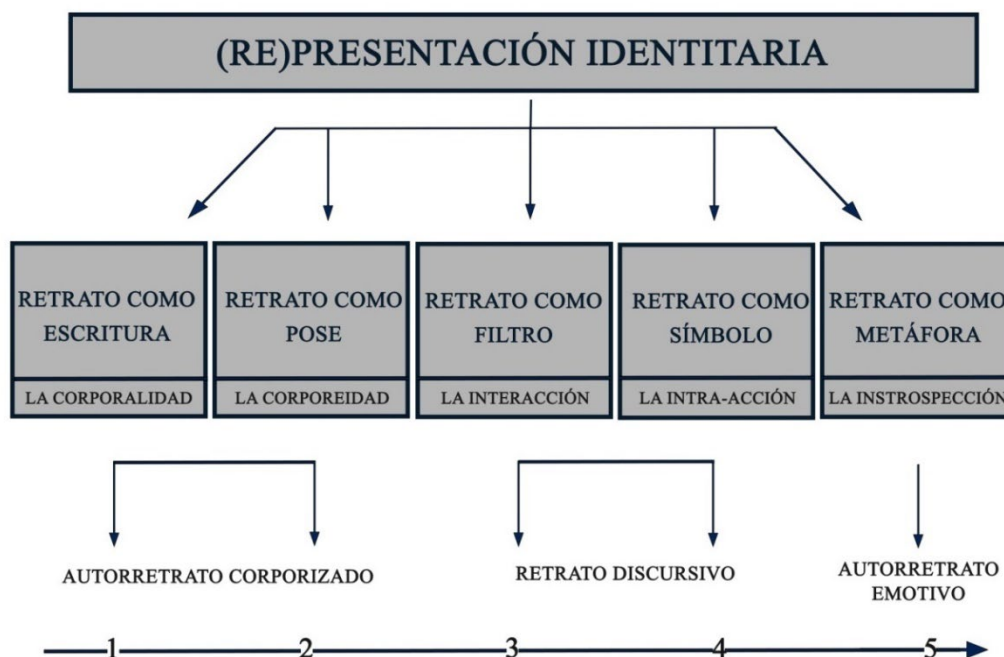 (RE)PRESENTACIÓN IDENTITARIA
RETRATO COMO
ESCRITURA
LA CORPORALIDAD
RETRATO COMO
POSE
LA CORPOREIDAD
RETRATO COMO
FILTRO
LA INTERACCIÓN
RETRATO COMO
SÍMBOLO
LA INTRA-ACCIÓN
RETRATO COMO
METÁFORA
LA INSTROSPECCIÓN
AUTORRETRATO CORPORIZADO
RETRATO DISCURSIVO
AUTORRETRATO
EMOTIVO
1 2 3 4 5